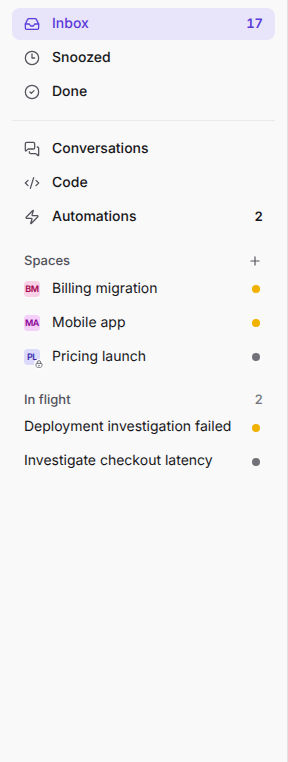 Inbox 17
Snoozed
Done
Conversations
Code
Automations 2
Spaces +
BM Billing migration
MA Mobile app
PL Pricing launch
In flight 2
Deployment investigation failed
Investigate checkout latency